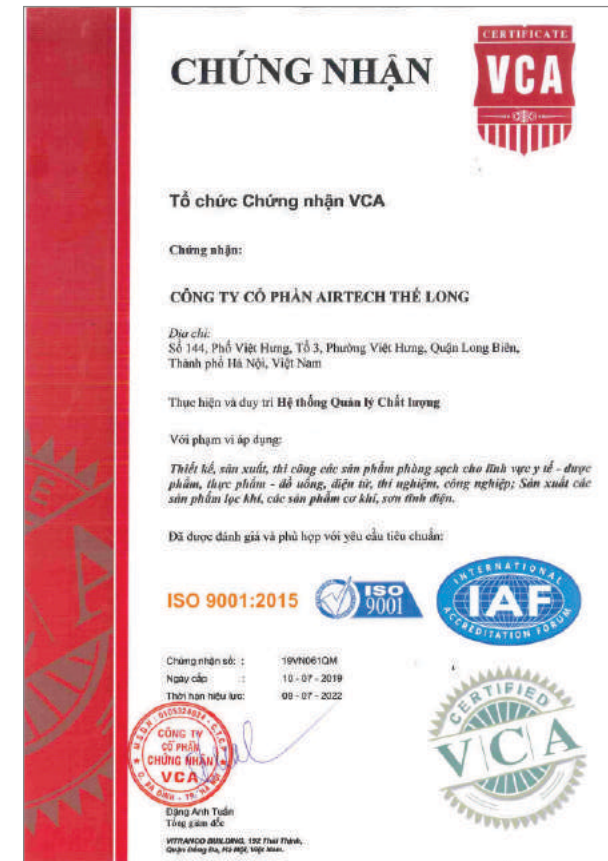 CERTIFICATE
VCA
CHỨNG NHẬN
Tổ chức Chứng nhận VCA
Chứng nhận:
CÔNG TY CỔ PHẦN AIRTECH THẾ LONG
Địa chỉ:
Số 144, Phố Việt Hưng, Tổ 3, Phường Việt Hưng, Quận Long Biên,
Thành phố Hà Nội, Việt Nam
Thực hiện và duy trì Hệ thống Quản lý Chất lượng
Với phạm vi áp dụng:
Thiết kế, sản xuất, thi công các sản phẩm phòng sạch cho lĩnh vực y tế - dược
phẩm, thực phẩm - đồ uống, điện tử, thí nghiệm, công nghiệp; Sản xuất các
sản phẩm lọc khí, các sản phẩm cơ khí, sơn tĩnh điện.
Đã được đánh giá và phù hợp với yêu cầu tiêu chuẩn:
ISO 9001:2015
ISO
9001
INTERNATIONAL
IAF
ACCREDITATION FORUM
Chứng nhận số: : 19VN061QM
Ngày cấp : 10 - 07 - 2019
Thời hạn hiệu lực: 09 - 07 - 2022
CÔNG TY
CỔ PHẦN
CHỨNG NHẬN
VCA
CERTIFIED
VCA
Đặng Anh Tuấn
Tổng giám đốc
VITRANCO BUILDING, 192 Thái Thịnh,
Quận Đống Đa, Hà Nội, Việt Nam.